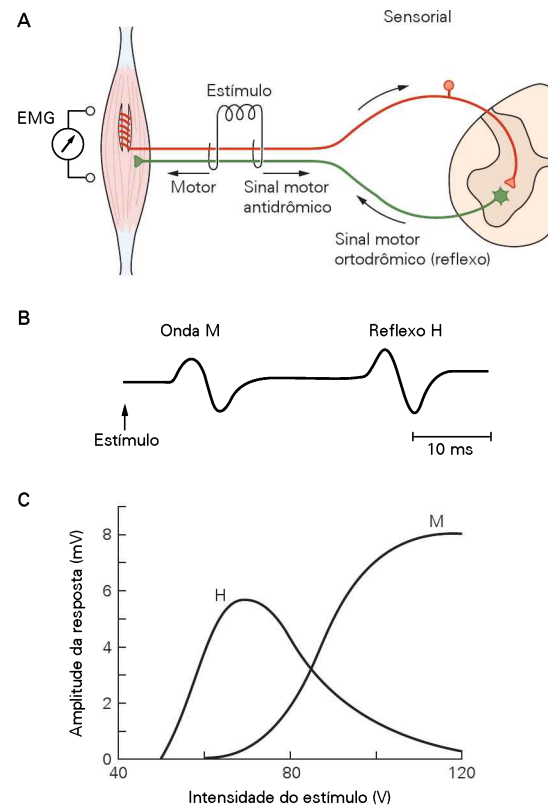 A
Sensorial
Estímulo
EMG
Motor
Sinal motor
antidrômico
Sinal motor
ortodrômico (reflexo)
B
Onda M
Reflexo H
Estímulo
10 ms
C
Amplitude da resposta (mV)
8
6
4
2
0
H
M
40
80
120
Intensidade do estímulo (V)